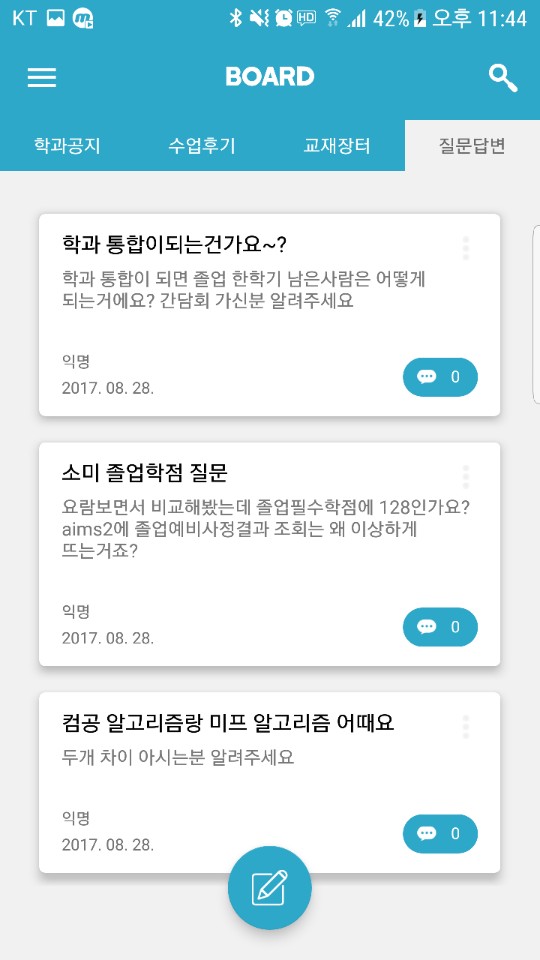 KT HD 42% 오후 11:44
BOARD
학과공지 수업후기 교재장터 질문답변
학과 통합이되는건가요~?
학과 통합이 되면 졸업 한학기 남은사람은 어떻게
되는거에요? 간담회 가신분 알려주세요
익명
2017. 08. 28.
0
소미 졸업학점 질문
요람보면서 비교해봤는데 졸업필수학점에 128인가요?
aims2에 졸업예비사정결과 조회는 왜 이상하게
뜨는거죠?
익명
2017. 08. 28.
0
컴공 알고리즘랑 미프 알고리즘 어때요
두개 차이 아시는분 알려주세요
익명
2017. 08. 28.
0